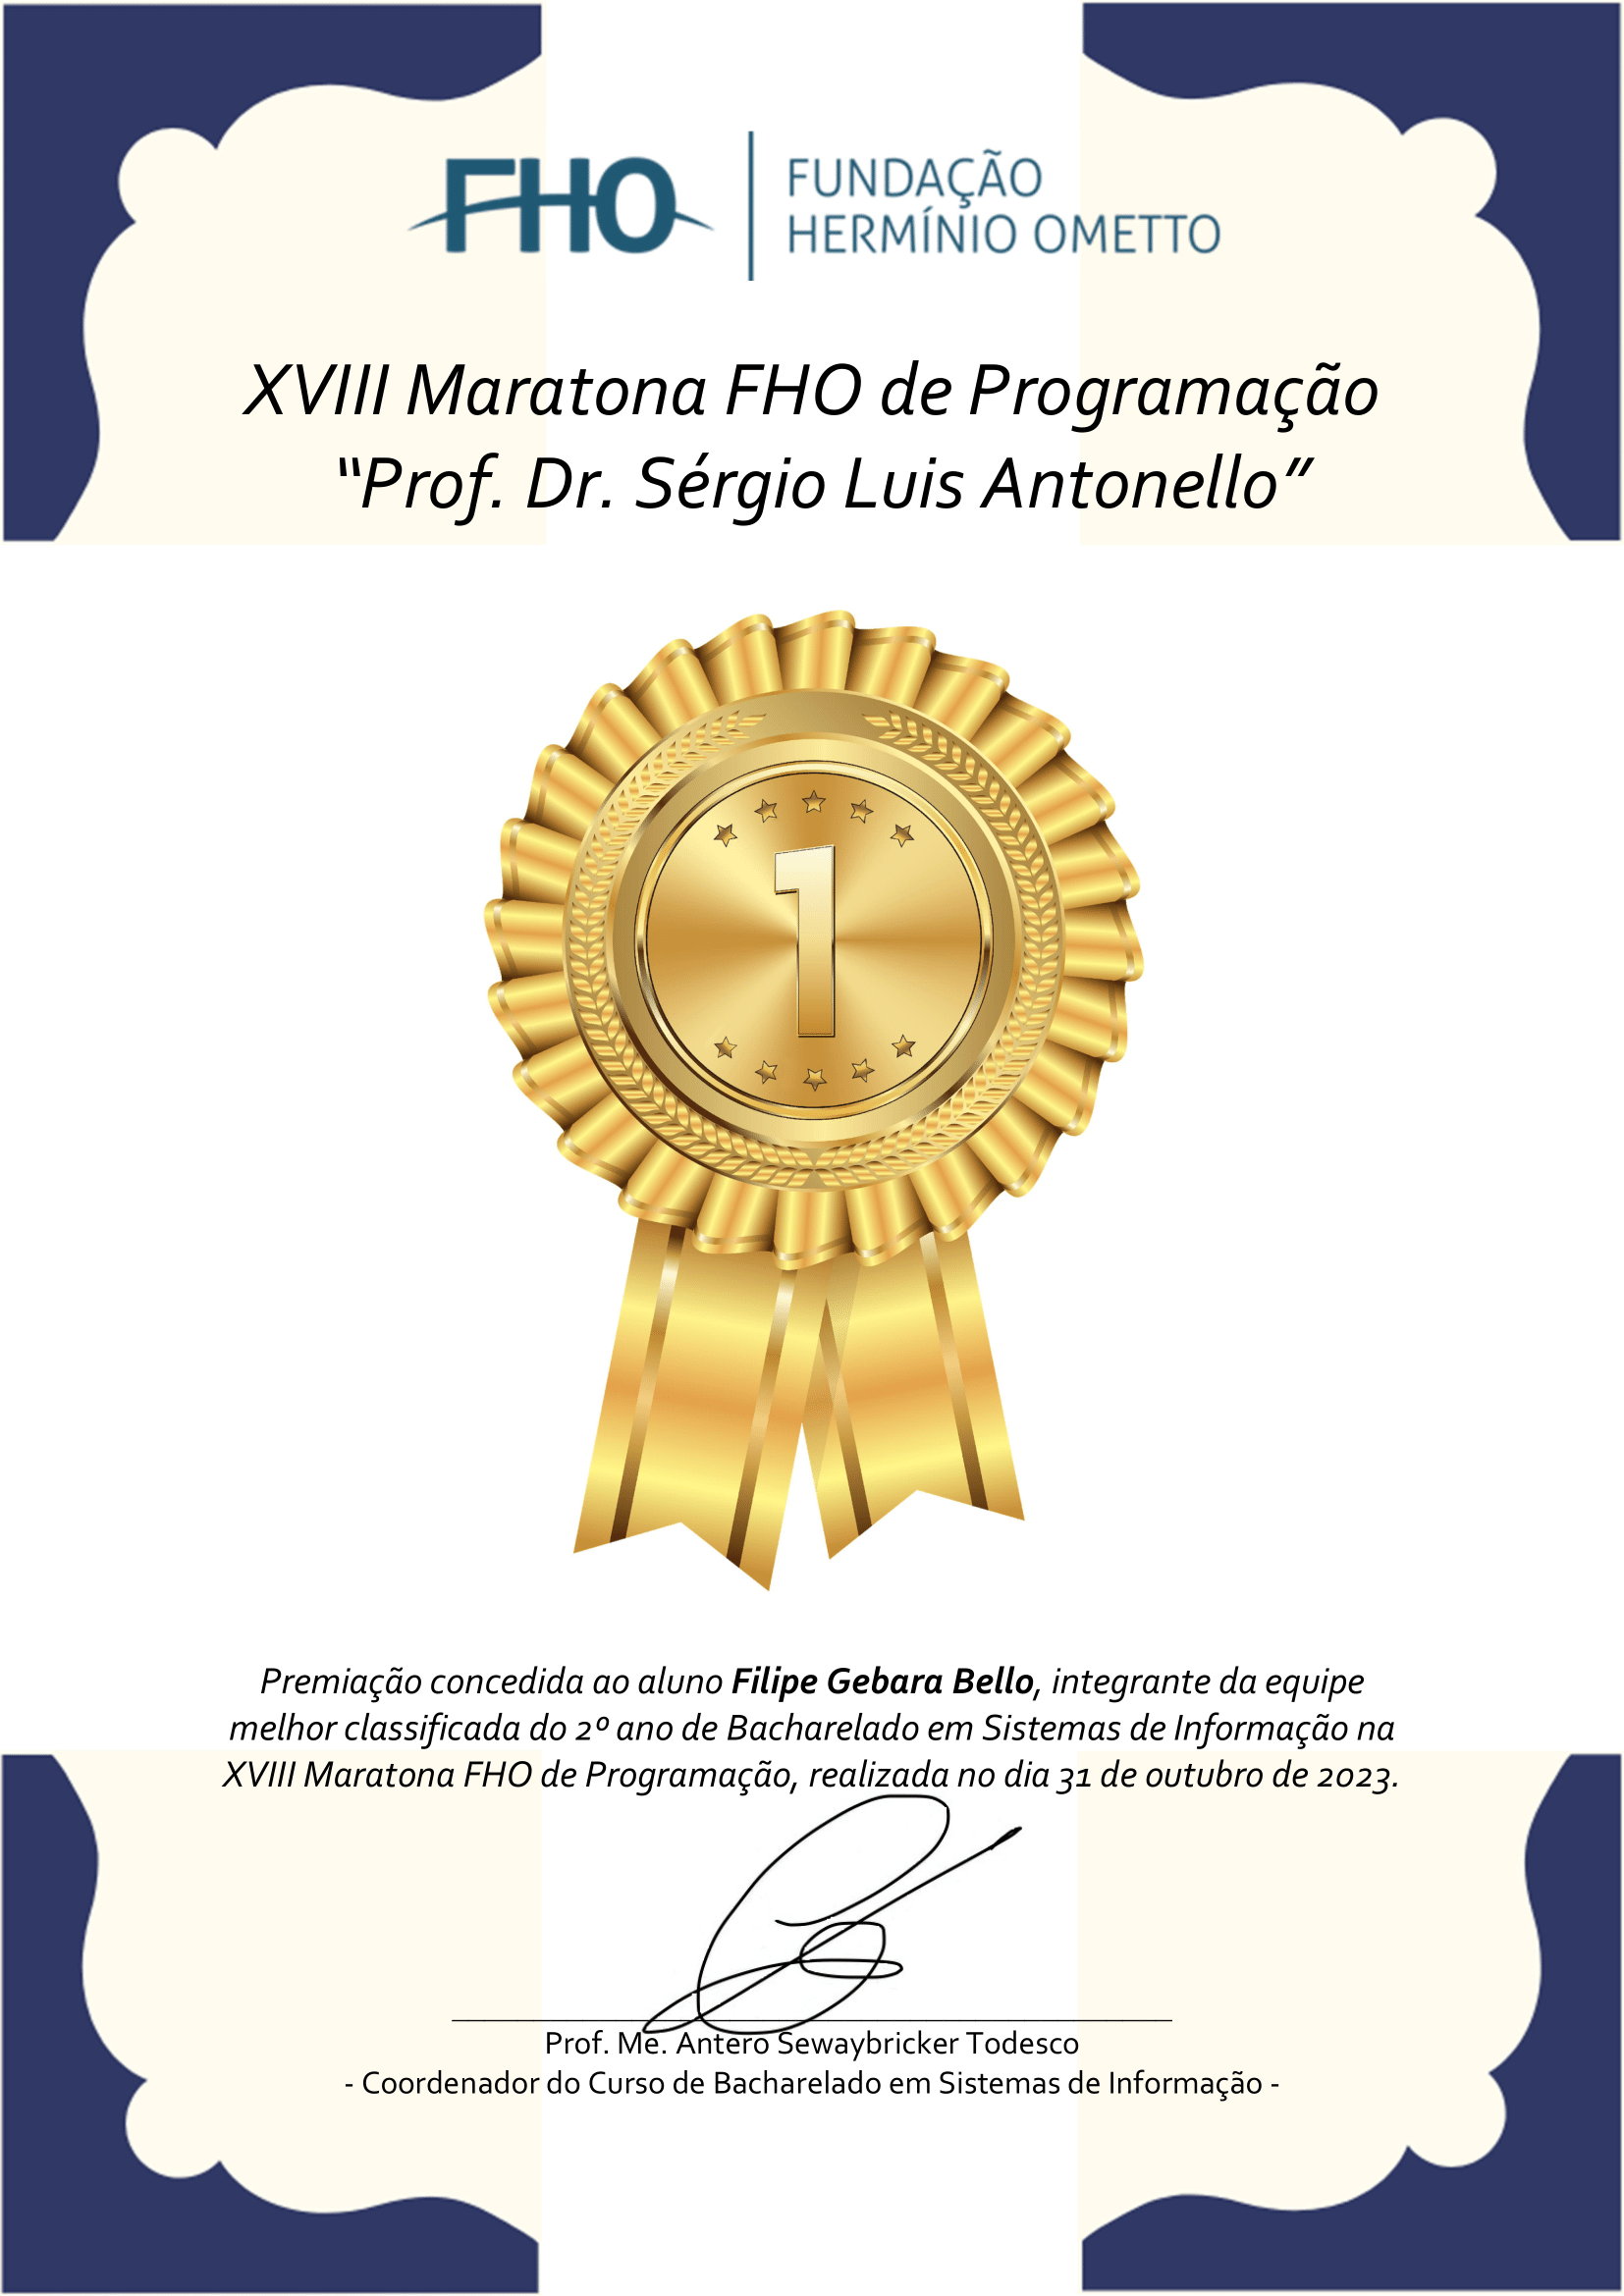 FHO
FUNDAÇÃO
HERMÍNIO OMETTO
XVIII Maratona FHO de Programação
“Prof. Dr. Sérgio Luis Antonello”
1
Premiação concedida ao aluno Filipe Gebara Bello, integrante da equipe
melhor classificada do 2º ano de Bacharelado em Sistemas de Informação na
XVIII Maratona FHO de Programação, realizada no dia 31 de outubro de 2023.
Prof. Me. Antero Sewaybricker Todesco
- Coordenador do Curso de Bacharelado em Sistemas de Informação -